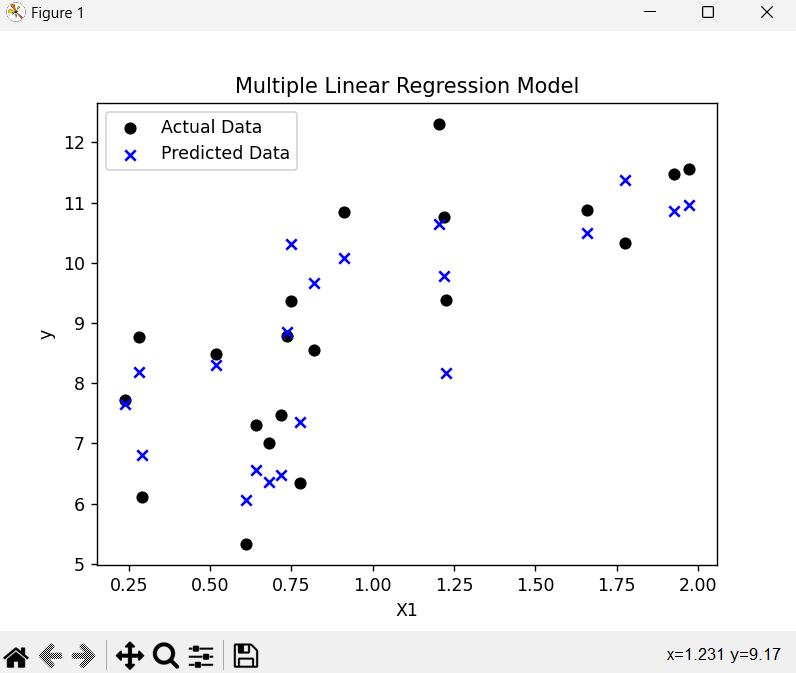 Figure 1
Multiple Linear Regression Model
Actual Data
Predicted Data
12
11
10
9
8
7
6
5
y
0.25 0.50 0.75 1.00 1.25 1.50 1.75 2.00
X1
x=1.231 y=9.17